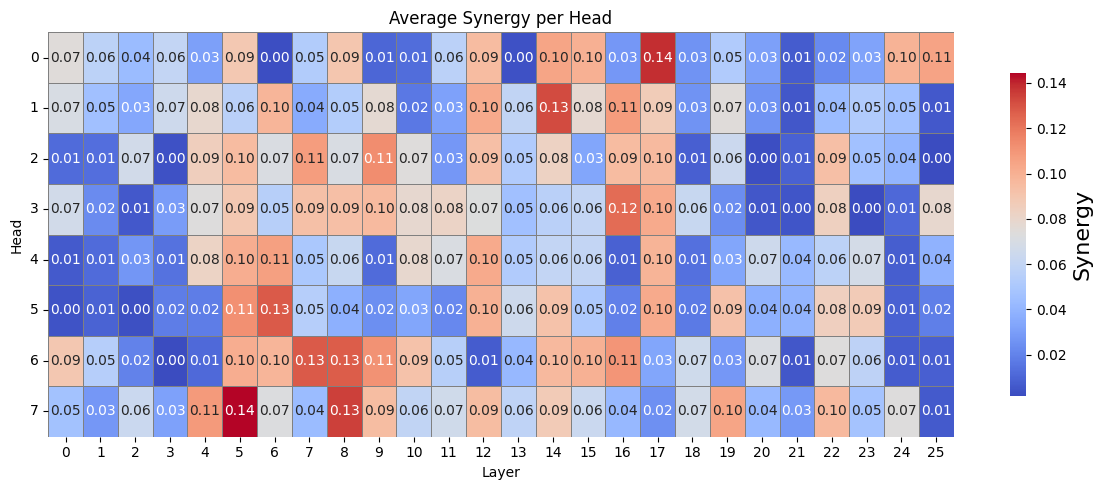 Average Synergy per Head
0 0.07 0.06 0.04 0.06 0.03 0.09 0.00 0.05 0.09 0.01 0.01 0.06 0.09 0.00 0.10 0.10 0.03 0.14 0.03 0.05 0.03 0.01 0.02 0.03 0.10 0.11
1 0.07 0.05 0.03 0.07 0.08 0.06 0.10 0.04 0.05 0.08 0.02 0.03 0.10 0.06 0.13 0.08 0.11 0.09 0.03 0.07 0.03 0.01 0.04 0.05 0.05 0.01
2 0.01 0.01 0.07 0.00 0.09 0.10 0.07 0.11 0.07 0.11 0.07 0.03 0.09 0.05 0.08 0.03 0.09 0.10 0.01 0.06 0.00 0.01 0.09 0.05 0.04 0.00
3 0.07 0.02 0.01 0.03 0.07 0.09 0.05 0.09 0.09 0.10 0.08 0.08 0.07 0.05 0.06 0.06 0.12 0.10 0.06 0.02 0.01 0.00 0.08 0.00 0.01 0.08
4 0.01 0.01 0.03 0.01 0.08 0.10 0.11 0.05 0.06 0.01 0.08 0.07 0.10 0.05 0.06 0.06 0.01 0.10 0.01 0.03 0.07 0.04 0.06 0.07 0.01 0.04
5 0.00 0.01 0.00 0.02 0.02 0.11 0.13 0.05 0.04 0.02 0.03 0.02 0.10 0.06 0.09 0.05 0.02 0.10 0.02 0.09 0.04 0.04 0.08 0.09 0.01 0.02
6 0.09 0.05 0.02 0.00 0.01 0.10 0.10 0.13 0.13 0.11 0.09 0.05 0.01 0.04 0.10 0.10 0.11 0.03 0.07 0.03 0.07 0.01 0.07 0.06 0.01 0.01
7 0.05 0.03 0.06 0.03 0.11 0.14 0.07 0.04 0.13 0.09 0.06 0.07 0.09 0.06 0.09 0.06 0.04 0.02 0.07 0.10 0.04 0.03 0.10 0.05 0.07 0.01
0 1 2 3 4 5 6 7 8 9 10 11 12 13 14 15 16 17 18 19 20 21 22 23 24 25
Layer
Head
0.14
0.12
0.10
0.08
0.06
0.04
0.02
Synergy